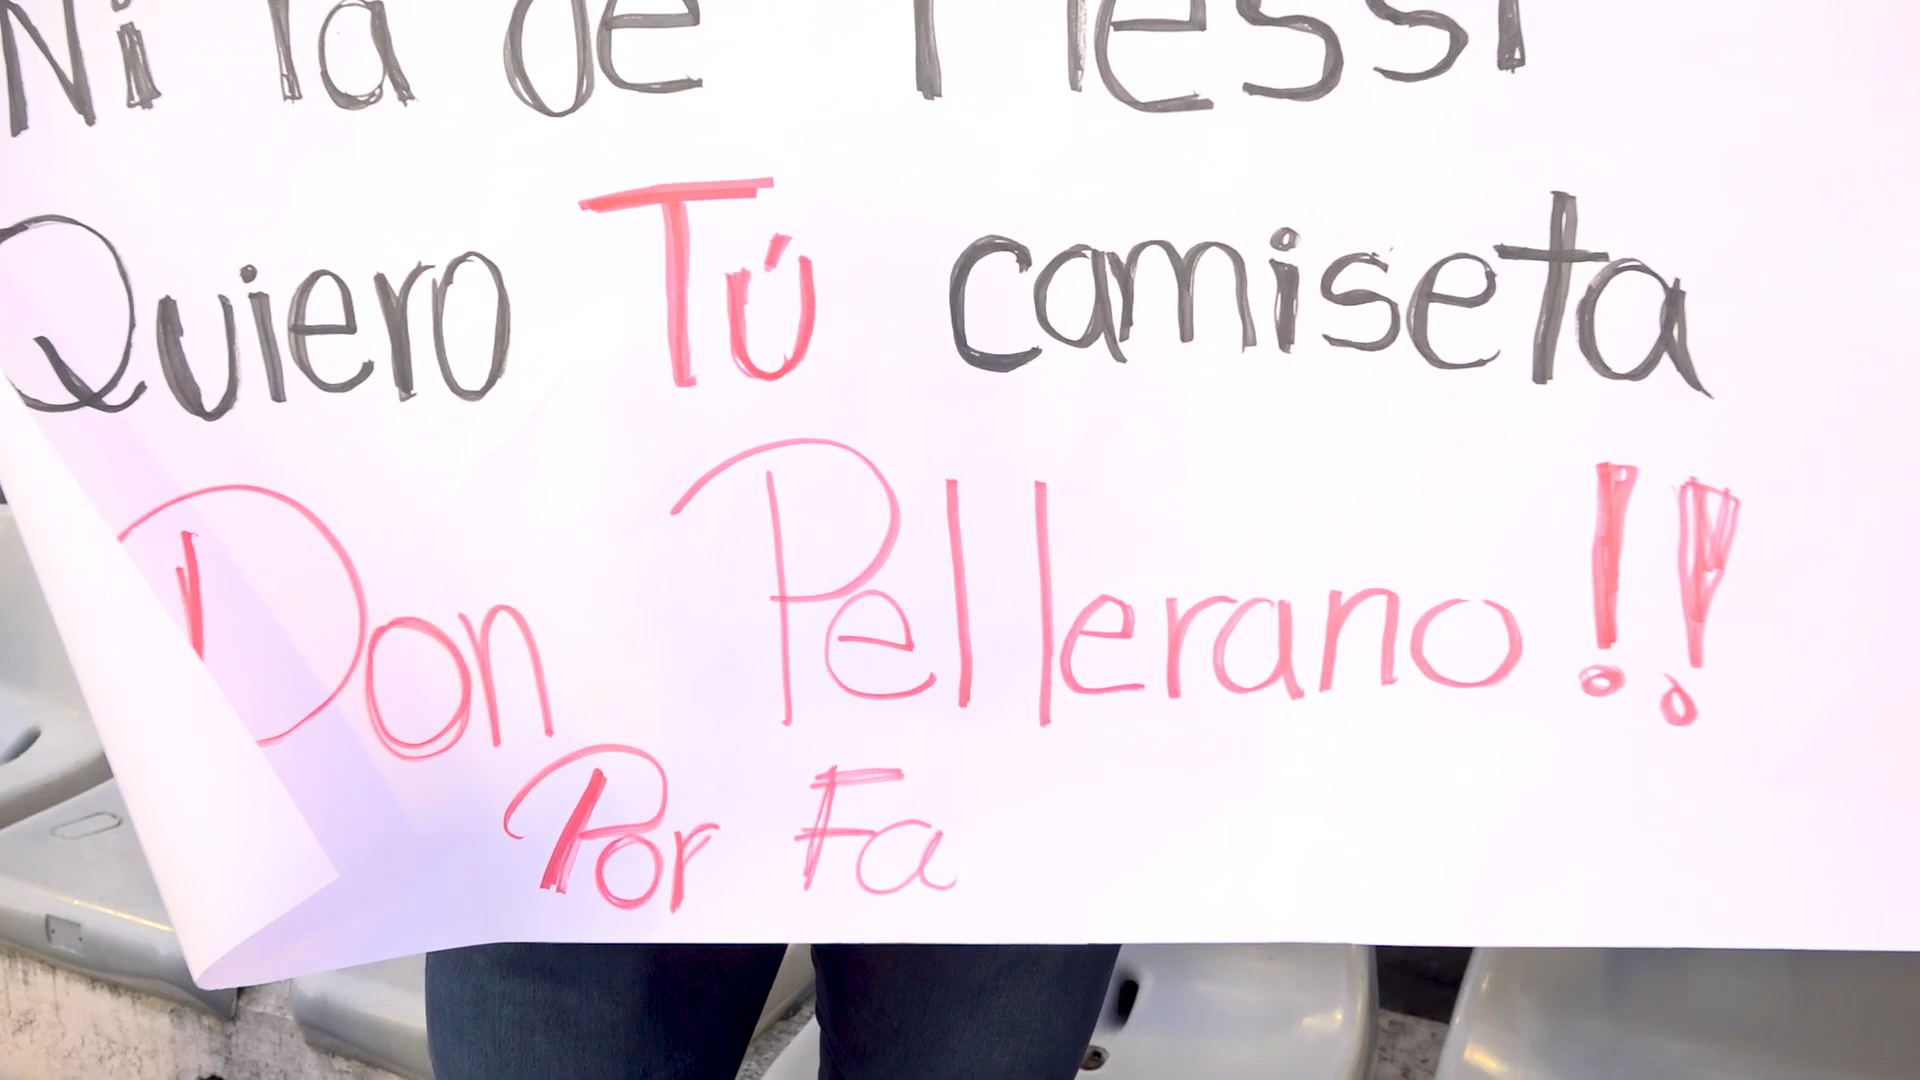 Ni la de Messi
Quiero Tú camiseta
Don Pellerano!!
Por Fa